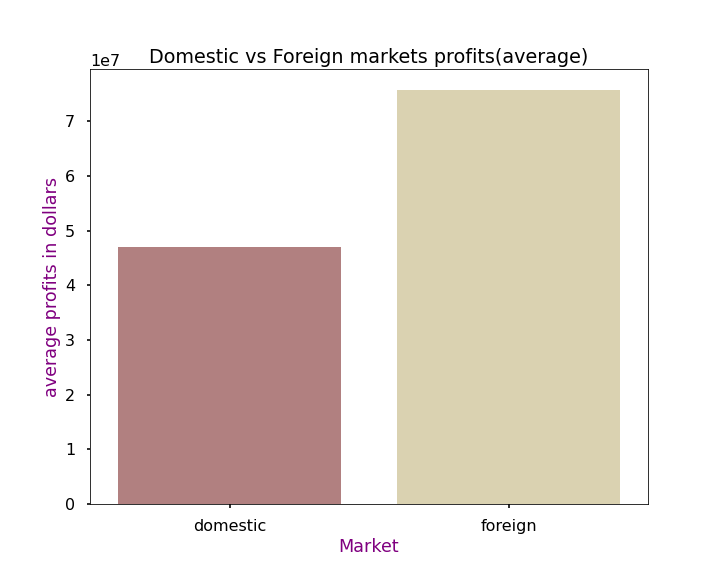 Domestic vs Foreign markets profits(average)
1e7
7
6
5
4
3
2
1
0
average profits in dollars
domestic
foreign
Market